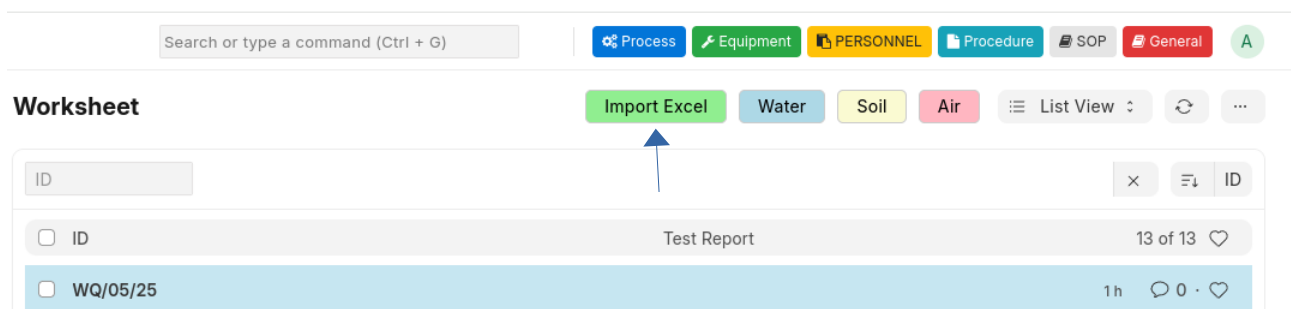 Search or type a command (Ctrl + G) Process Equipment PERSONNEL Procedure SOP General A
Worksheet Import Excel Water Soil Air List View ...
ID ID
ID Test Report 13 of 13
WQ/05/25 1 h 0 ·